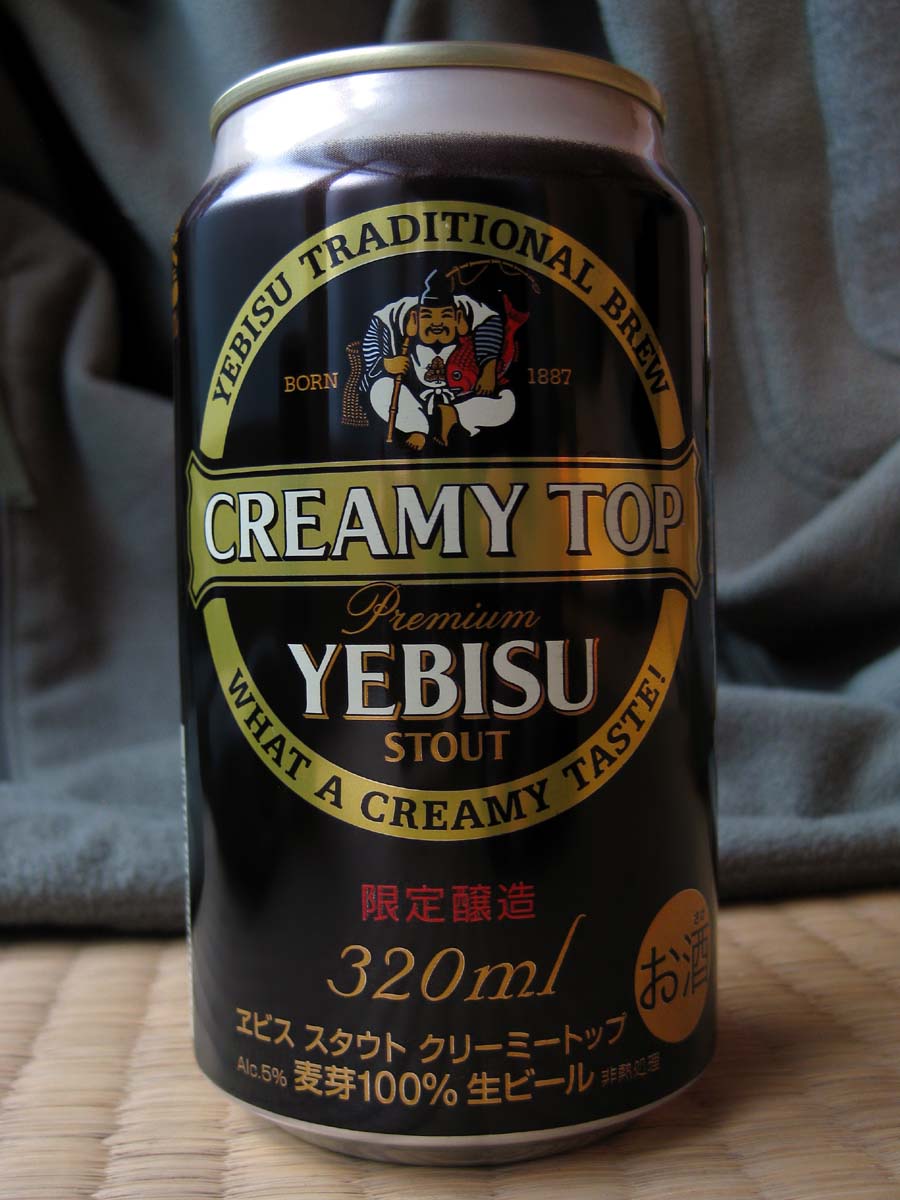 YEBISU TRADITIONAL BREW
BORN 1887
CREAMY TOP
Premium
YEBISU
STOUT
WHAT A CREAMY TASTE!
限定醸造
320ml
さけ
お酒
ヱビス スタウト クリーミートップ
Alc.5% 麦芽100% 生ビール 非熱処理